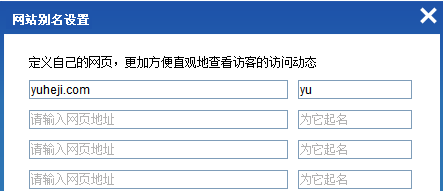 网站别名设置
定义自己的网页，更加方便直观地查看访客的访问动态
yuheji.com yu
请输入网页地址 为它起名
请输入网页地址 为它起名
请输入网页地址 为它起名